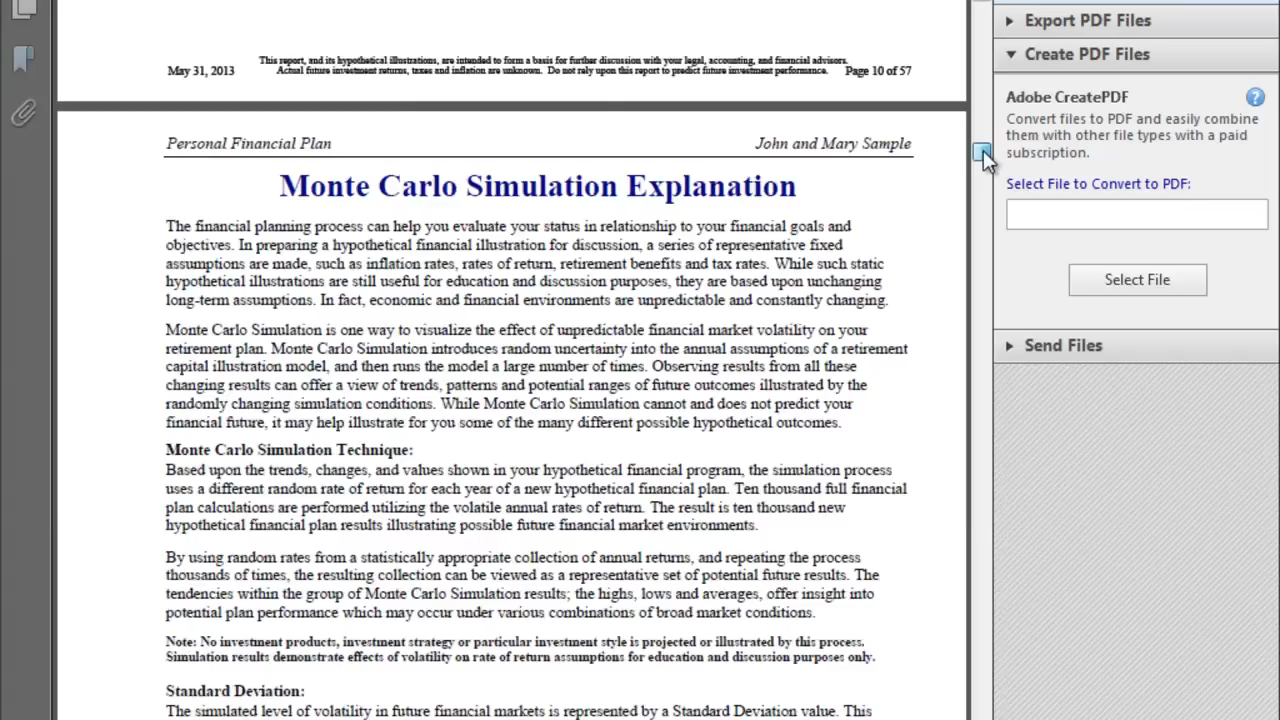 This report, and its hypothetical illustrations, are intended to form a basis for further discussion with your legal, accounting, and financial advisors.
May 31, 2013 Actual future investment returns, taxes and inflation are unknown. Do not rely upon this report to predict future investment performance. Page 10 of 57
Personal Financial Plan John and Mary Sample
Monte Carlo Simulation Explanation
The financial planning process can help you evaluate your status in relationship to your financial goals and
objectives. In preparing a hypothetical financial illustration for discussion, a series of representative fixed
assumptions are made, such as inflation rates, rates of return, retirement benefits and tax rates. While such static
hypothetical illustrations are still useful for education and discussion purposes, they are based upon unchanging
long-term assumptions. In fact, economic and financial environments are unpredictable and constantly changing.
Monte Carlo Simulation is one way to visualize the effect of unpredictable financial market volatility on your
retirement plan. Monte Carlo Simulation introduces random uncertainty into the annual assumptions of a retirement
capital illustration model, and then runs the model a large number of times. Observing results from all these
changing results can offer a view of trends, patterns and potential ranges of future outcomes illustrated by the
randomly changing simulation conditions. While Monte Carlo Simulation cannot and does not predict your
financial future, it may help illustrate for you some of the many different possible hypothetical outcomes.
Monte Carlo Simulation Technique:
Based upon the trends, changes, and values shown in your hypothetical financial program, the simulation process
uses a different random rate of return for each year of a new hypothetical financial plan. Ten thousand full financial
plan calculations are performed utilizing the volatile annual rates of return. The result is ten thousand new
hypothetical financial plan results illustrating possible future financial market environments.
By using random rates from a statistically appropriate collection of annual returns, and repeating the process
thousands of times, the resulting collection can be viewed as a representative set of potential future results. The
tendencies within the group of Monte Carlo Simulation results; the highs, lows and averages, offer insight into
potential plan performance which may occur under various combinations of broad market conditions.
Note: No investment products, investment strategy or particular investment style is projected or illustrated by this process.
Simulation results demonstrate effects of volatility on rate of return assumptions for education and discussion purposes only.
Standard Deviation:
The simulated level of volatility in future financial markets is represented by a Standard Deviation value. This
Export PDF Files
Create PDF Files
Adobe CreatePDF
Convert files to PDF and easily combine
them with other file types with a paid
subscription.
Select File to Convert to PDF:
Select File
Send Files